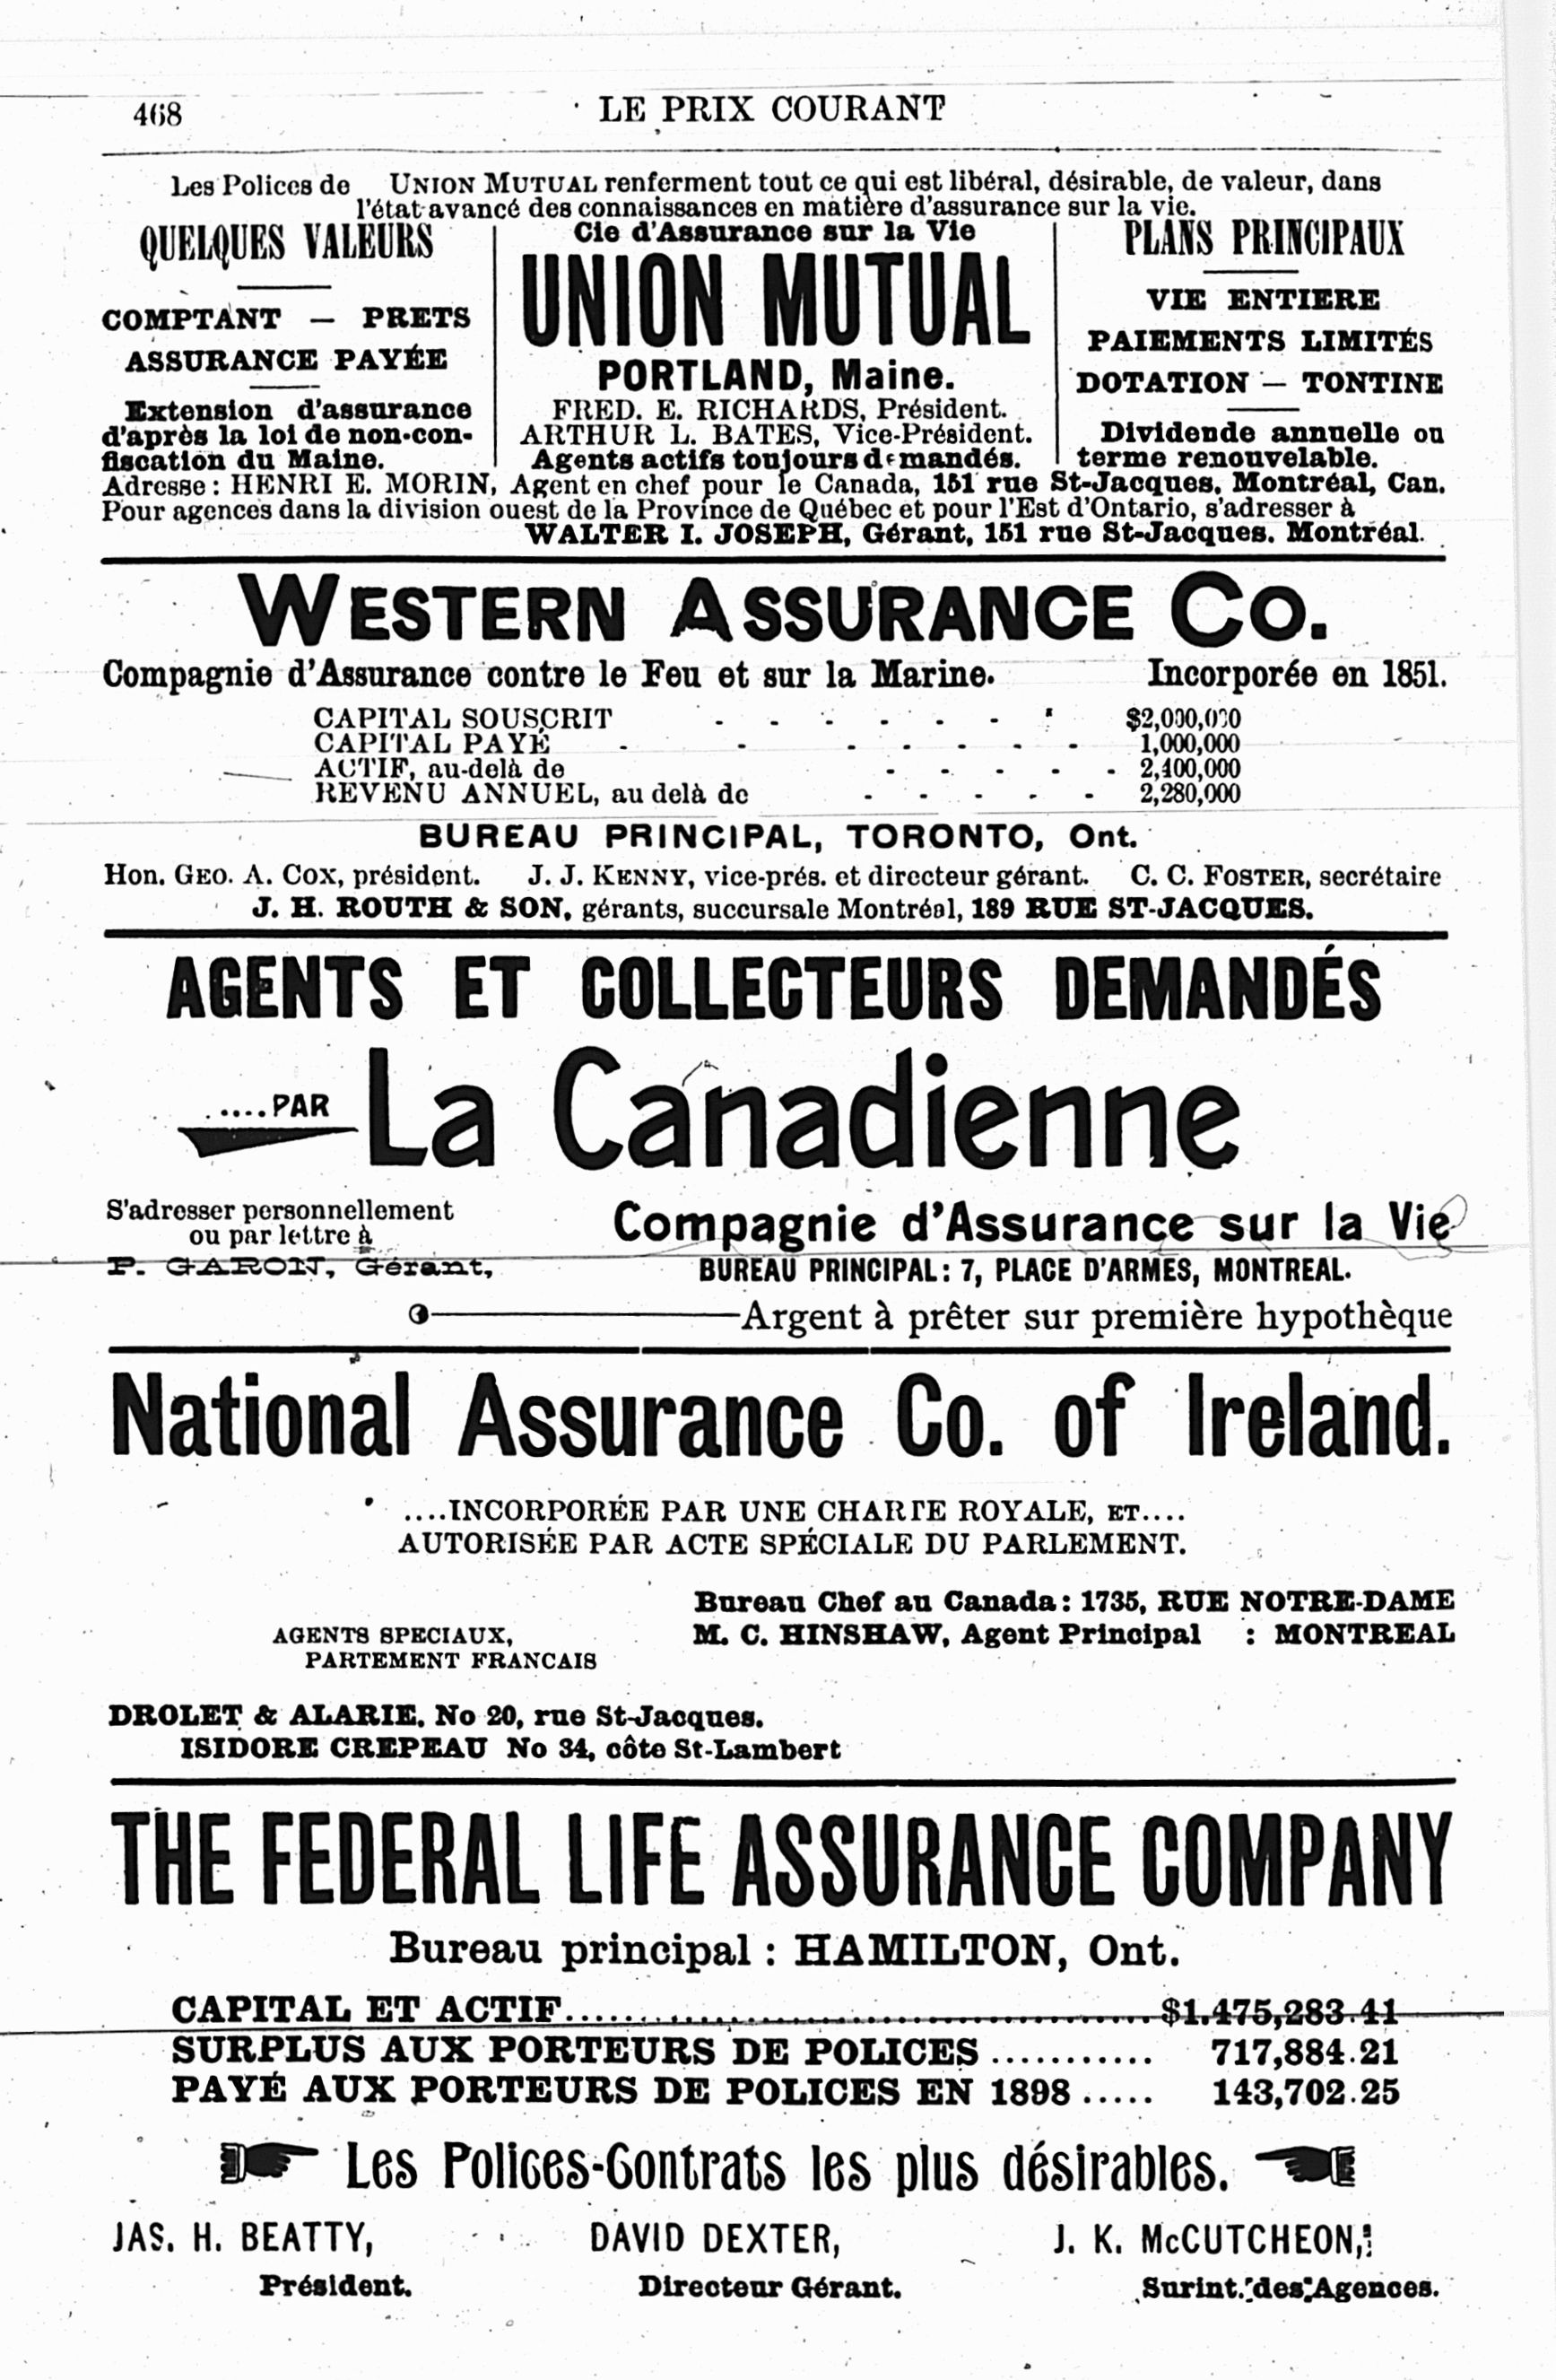 468
LE PRIX COURANT
Les Polices de UNION MUTUAL renferment tout ce qui est libéral, désirable, de valeur, dans
l'état avancé des connaissances en matière d'assurance sur la vie.
QUELQUES VALEURS
COMPTANT — PRETS
ASSURANCE PAYÉE
Extension d'assurance
d'après la loi de non-con-
fiscation du Maine.
Cie d'Assurance sur la Vie
UNION MUTUAL
PORTLAND, Maine.
FRED. E. RICHARDS, Président.
ARTHUR L. BATES, Vice-Président.
Agents actifs toujours demandés.
PLANS PRINCIPAUX
VIE ENTIERE
PAIEMENTS LIMITÉS
DOTATION — TONTINE
Dividende annuelle ou
terme renouvelable.
Adresse : HENRI E. MORIN, Agent en chef pour le Canada, 151 rue St-Jacques, Montréal, Can.
Pour agences dans la division ouest de la Province de Québec et pour l'Est d'Ontario, s'adresser à
WALTER I. JOSEPH, Gérant, 151 rue St-Jacques. Montréal.
WESTERN ASSURANCE CO.
Compagnie d'Assurance contre le Feu et sur la Marine. Incorporée en 1851.
CAPITAL SOUSCRIT - - - - - - $2,000,000
CAPITAL PAYÉ - - - - - - - 1,000,000
ACTIF, au-delà de - - - - - 2,400,000
REVENU ANNUEL, au delà de - - - - - 2,280,000
BUREAU PRINCIPAL, TORONTO, Ont.
Hon. GEO. A. COX, président. J. J. KENNY, vice-prés. et directeur gérant. C. C. FOSTER, secrétaire
J. H. ROUTH & SON, gérants, succursale Montréal, 189 RUE ST-JACQUES.
AGENTS ET COLLECTEURS DEMANDÉS
.....PAR La Canadienne
S'adresser personnellement
ou par lettre à
P. GARON, Gérant,
Compagnie d'Assurance sur la Vie
BUREAU PRINCIPAL: 7, PLACE D'ARMES, MONTREAL.
Argent à prêter sur première hypothèque
National Assurance Co. of Ireland.
....INCORPORÉE PAR UNE CHARTE ROYALE, ET....
AUTORISÉE PAR ACTE SPÉCIALE DU PARLEMENT.
Bureau Chef au Canada: 1735, RUE NOTRE-DAME
M. C. HINSHAW, Agent Principal : MONTREAL
AGENTS SPECIAUX,
PARTEMENT FRANCAIS
DROLET & ALARIE, No 20, rue St-Jacques.
ISIDORE CREPEAU No 34, côte St-Lambert
THE FEDERAL LIFE ASSURANCE COMPANY
Bureau principal : HAMILTON, Ont.
CAPITAL ET ACTIF........................................ $1,475,283.41
SURPLUS AUX PORTEURS DE POLICES ........... 717,884.21
PAYÉ AUX PORTEURS DE POLICES EN 1898 ..... 143,702.25
Les Polices-Contrats les plus désirables.
JAS. H. BEATTY,
Président.
DAVID DEXTER,
Directeur Gérant.
J. K. McCUTCHEON,
Surint. des Agences.